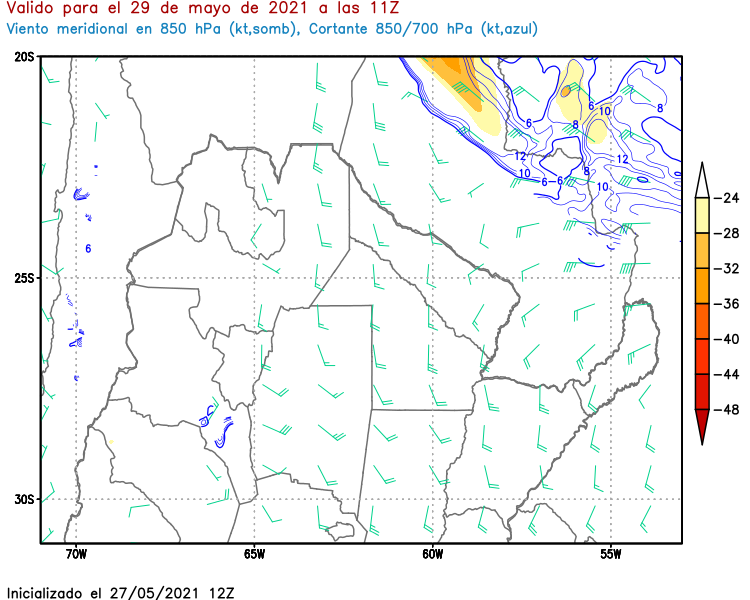 Valido para el 29 de mayo de 2021 a las 11Z
Viento meridional en 850 hPa (kt,somb), Cortante 850/700 hPa (kt,azul)
20S
6 10 8
6 8
12 12
10 6 6 8 10
6
25S
30S
70W 65W 60W 55W
-24
-28
-32
-36
-40
-44
-48
Inicializado el 27/05/2021 12Z